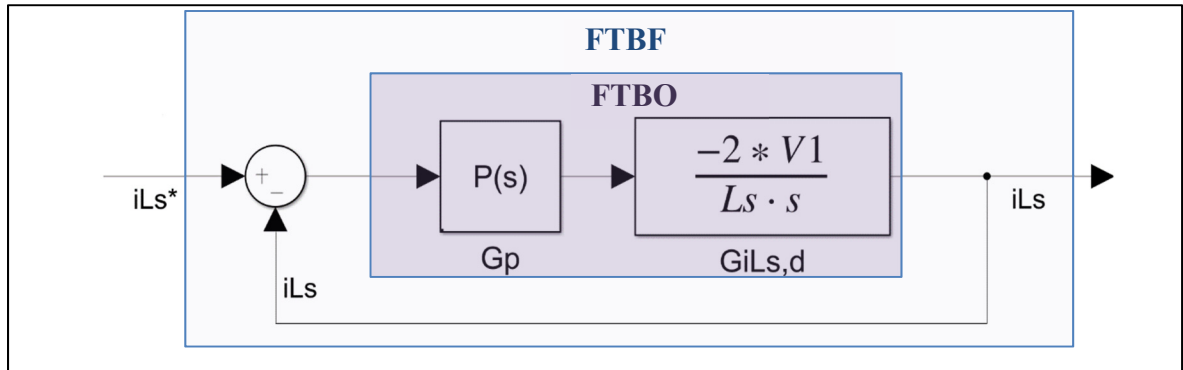 FTBF
FTBO
+
−
P(s)
−2 * V1
Ls · s
iLs*
iLs
Gp
GiLs,d
iLs